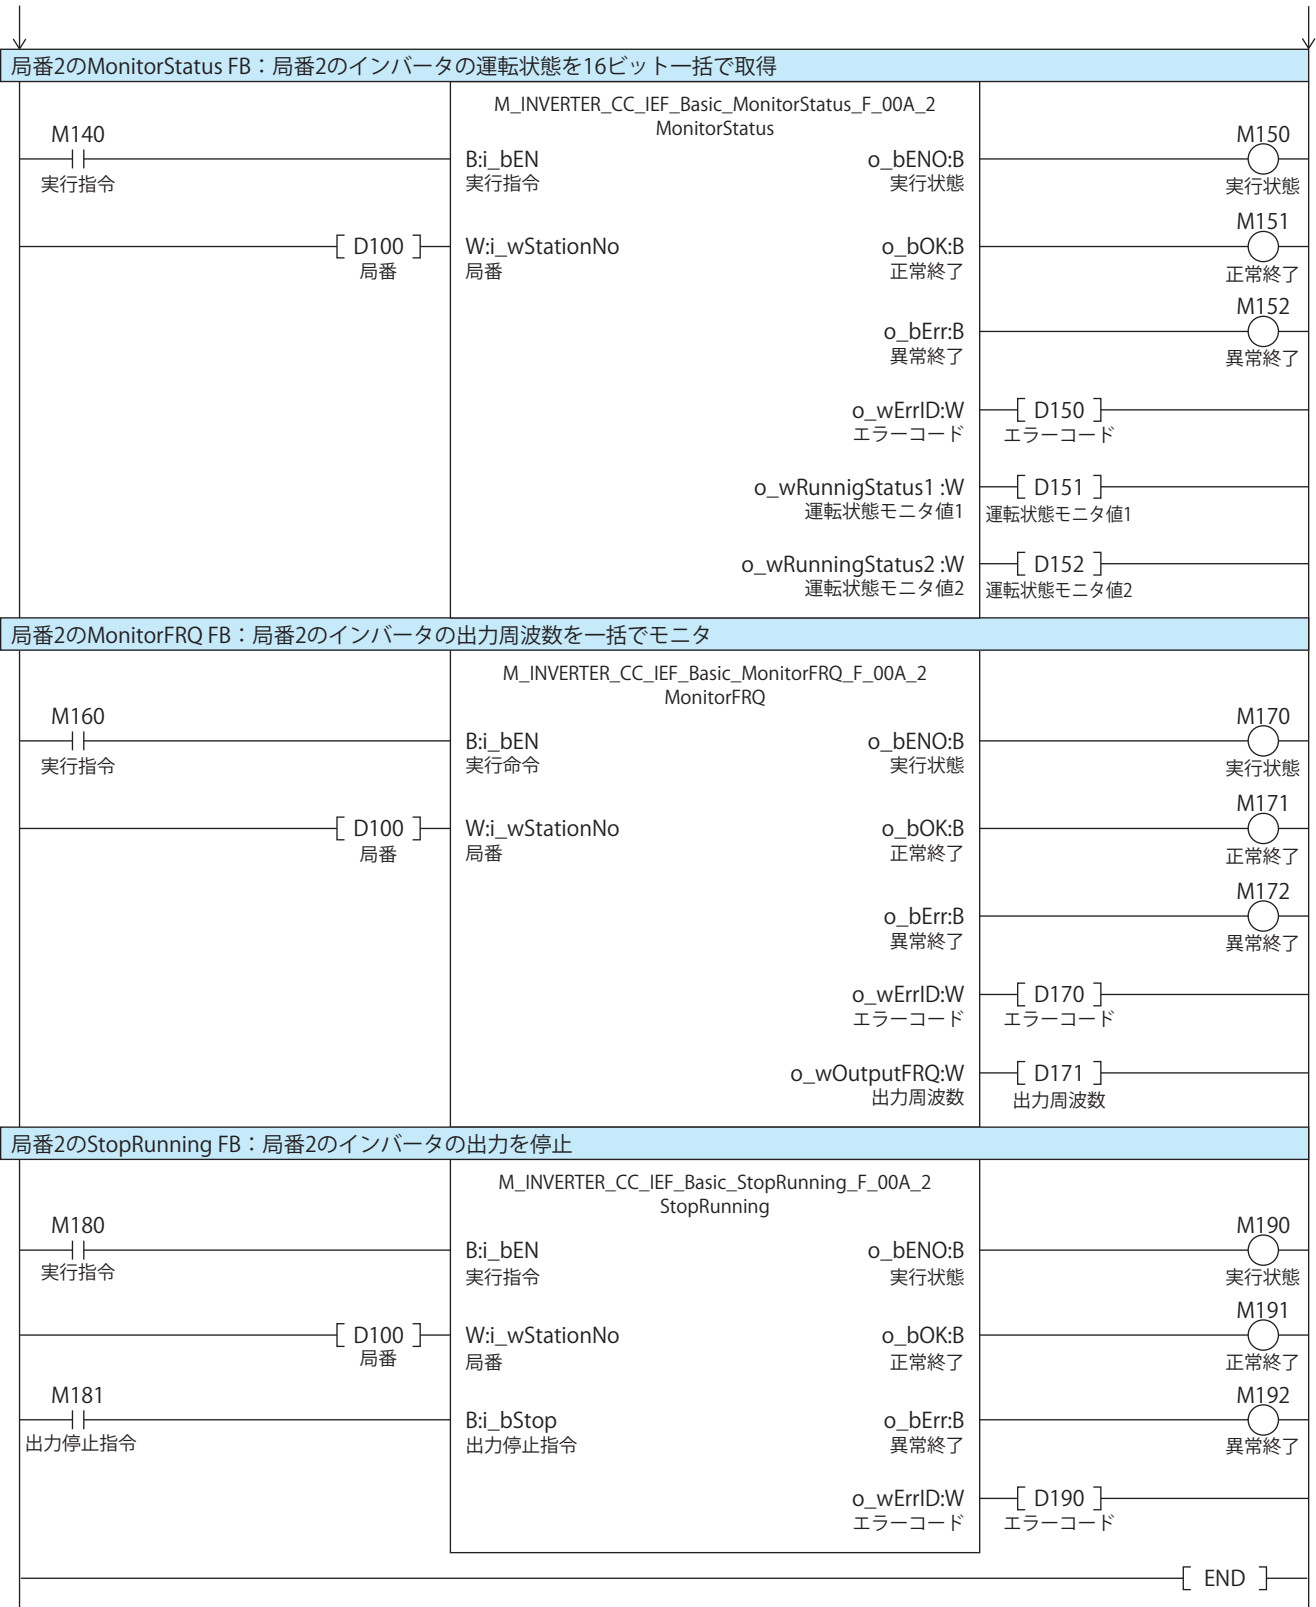 局番2のMonitorStatus FB：局番2のインバータの運転状態を16ビット一括で取得
M_INVERTER_CC_IEF_Basic_MonitorStatus_F_00A_2
MonitorStatus
M140
実行指令
B:i_bEN
実行指令
o_bENO:B
実行状態
M150
実行状態
D100
局番
W:i_wStationNo
局番
o_bOK:B
正常終了
M151
正常終了
o_bErr:B
異常終了
M152
異常終了
o_wErrID:W
エラーコード
D150
エラーコード
o_wRunnigStatus1 :W
運転状態モニタ値1
D151
運転状態モニタ値1
o_wRunningStatus2 :W
運転状態モニタ値2
D152
運転状態モニタ値2
局番2のMonitorFRQ FB：局番2のインバータの出力周波数を一括でモニタ
M_INVERTER_CC_IEF_Basic_MonitorFRQ_F_00A_2
MonitorFRQ
M160
実行指令
B:i_bEN
実行命令
o_bENO:B
実行状態
M170
実行状態
D100
局番
W:i_wStationNo
局番
o_bOK:B
正常終了
M171
正常終了
o_bErr:B
異常終了
M172
異常終了
o_wErrID:W
エラーコード
D170
エラーコード
o_wOutputFRQ:W
出力周波数
D171
出力周波数
局番2のStopRunning FB：局番2のインバータの出力を停止
M_INVERTER_CC_IEF_Basic_StopRunning_F_00A_2
StopRunning
M180
実行指令
B:i_bEN
実行指令
o_bENO:B
実行状態
M190
実行状態
D100
局番
W:i_wStationNo
局番
o_bOK:B
正常終了
M191
正常終了
M181
出力停止指令
B:i_bStop
出力停止指令
o_bErr:B
異常終了
M192
異常終了
o_wErrID:W
エラーコード
D190
エラーコード
END